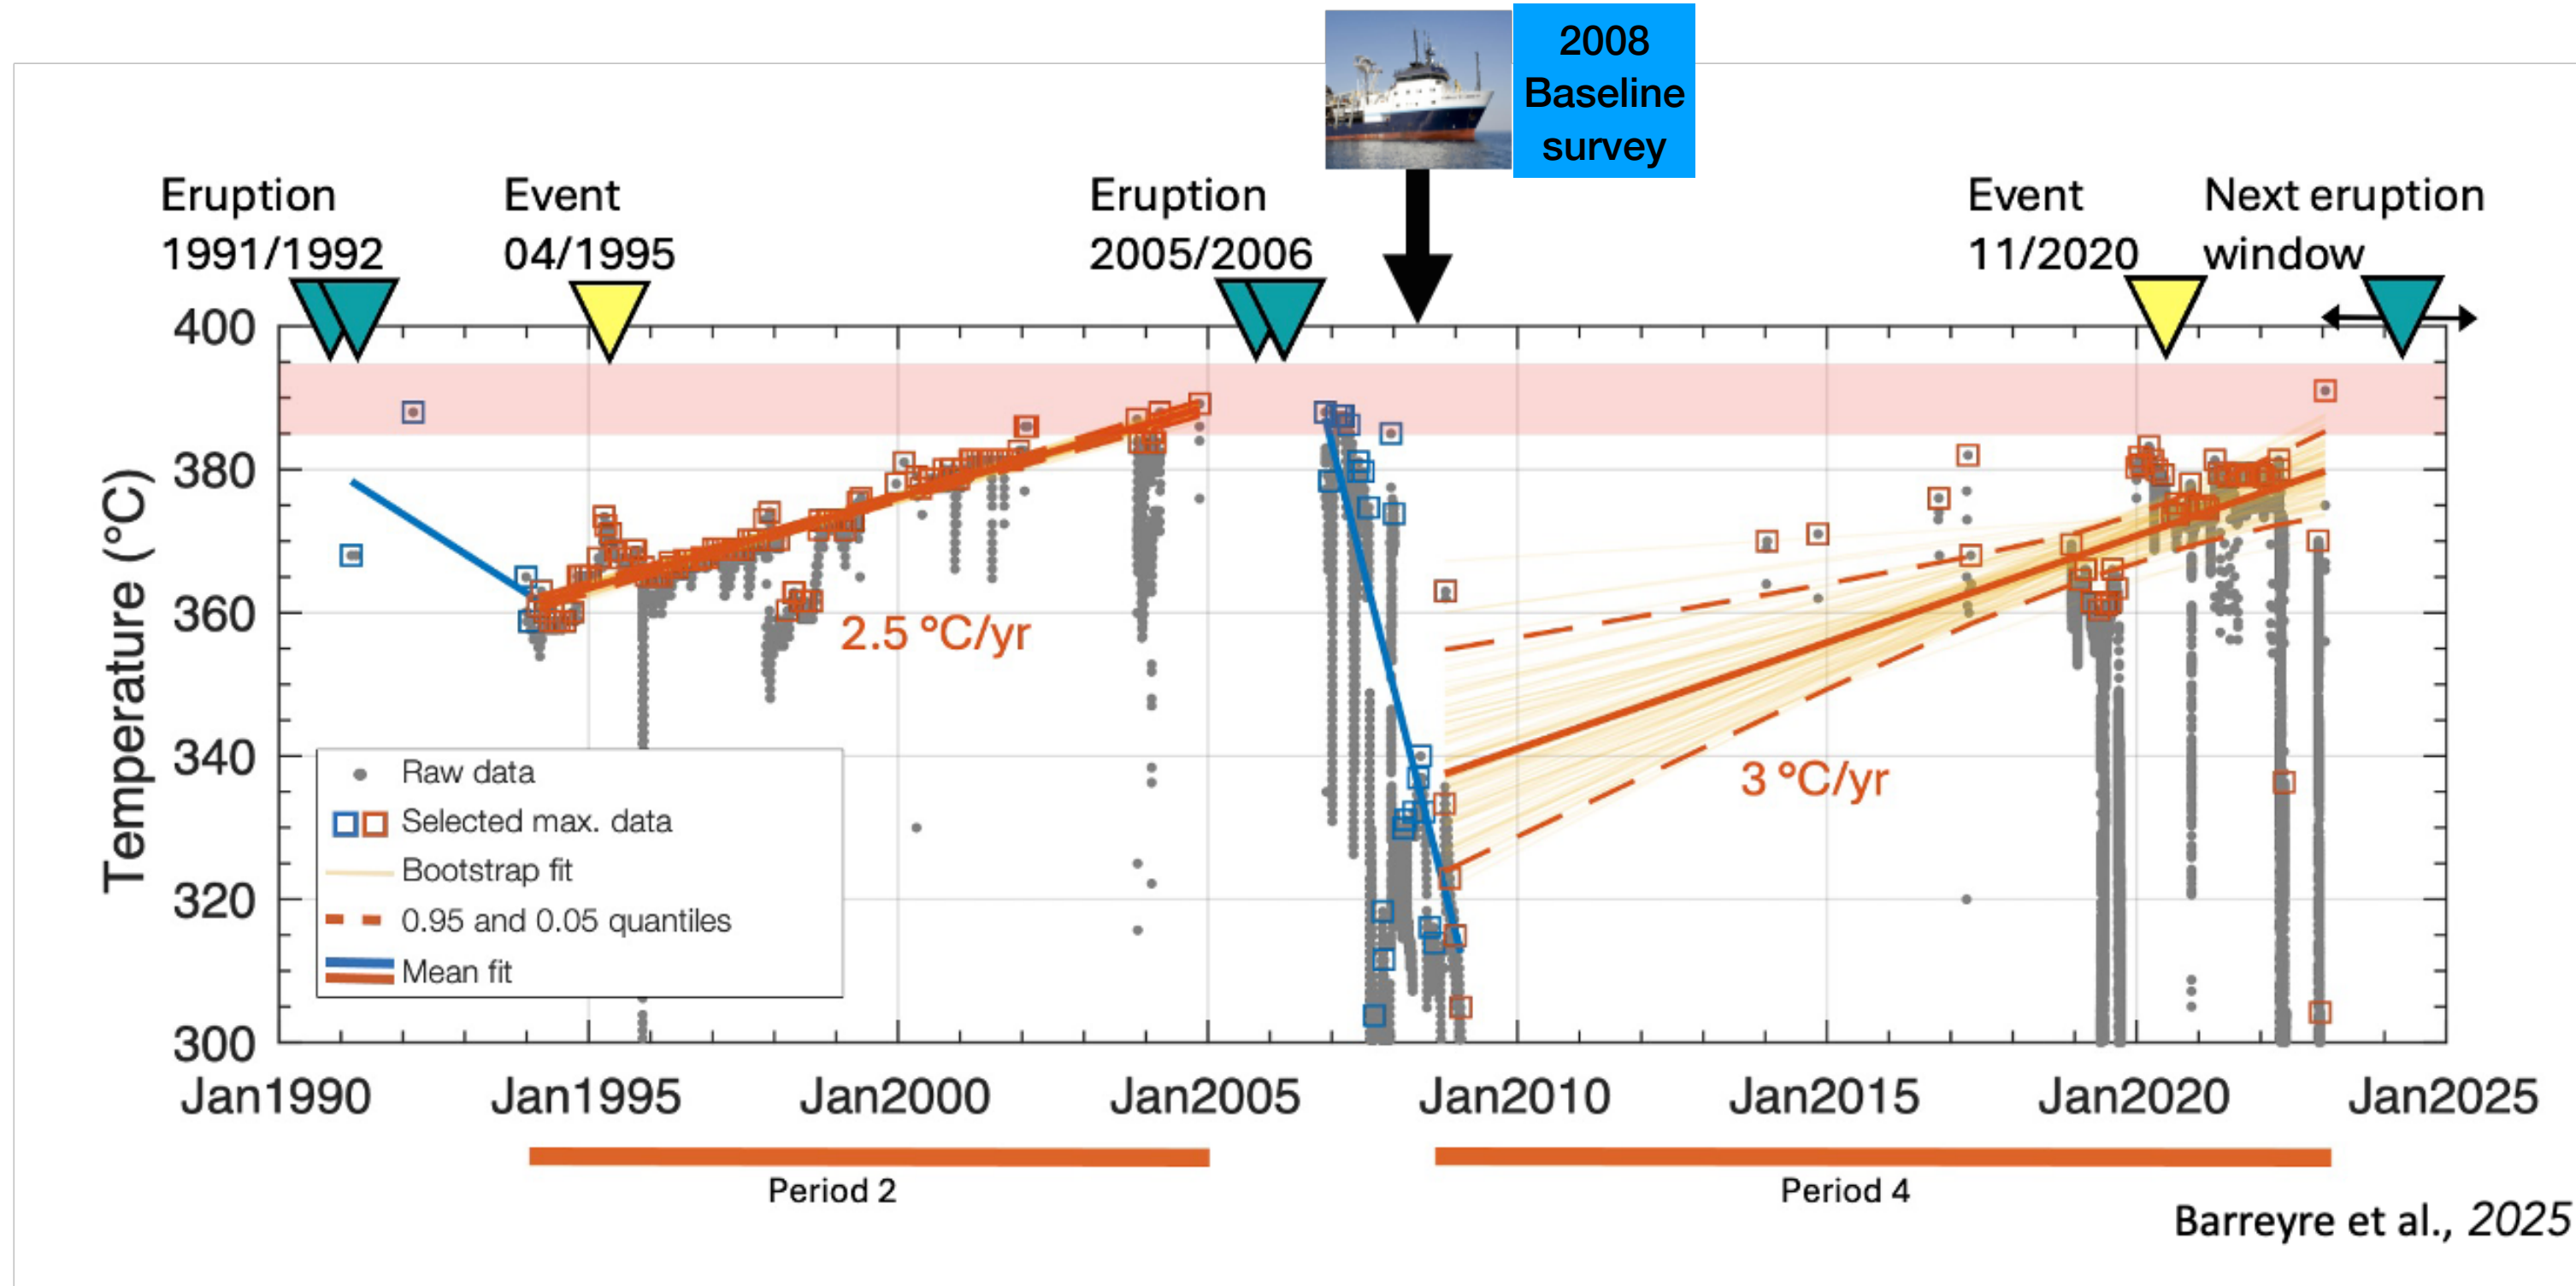 2008
Baseline
survey
Eruption
1991/1992
Event
04/1995
Eruption
2005/2006
Event
11/2020
Next eruption
window
400
380
360
340
320
300
Temperature (°C)
2.5 °C/yr
3 °C/yr
Raw data
Selected max. data
Bootstrap fit
0.95 and 0.05 quantiles
Mean fit
Jan1990
Jan1995
Jan2000
Jan2005
Jan2010
Jan2015
Jan2020
Jan2025
Period 2
Period 4
Barreyre et al., 2025